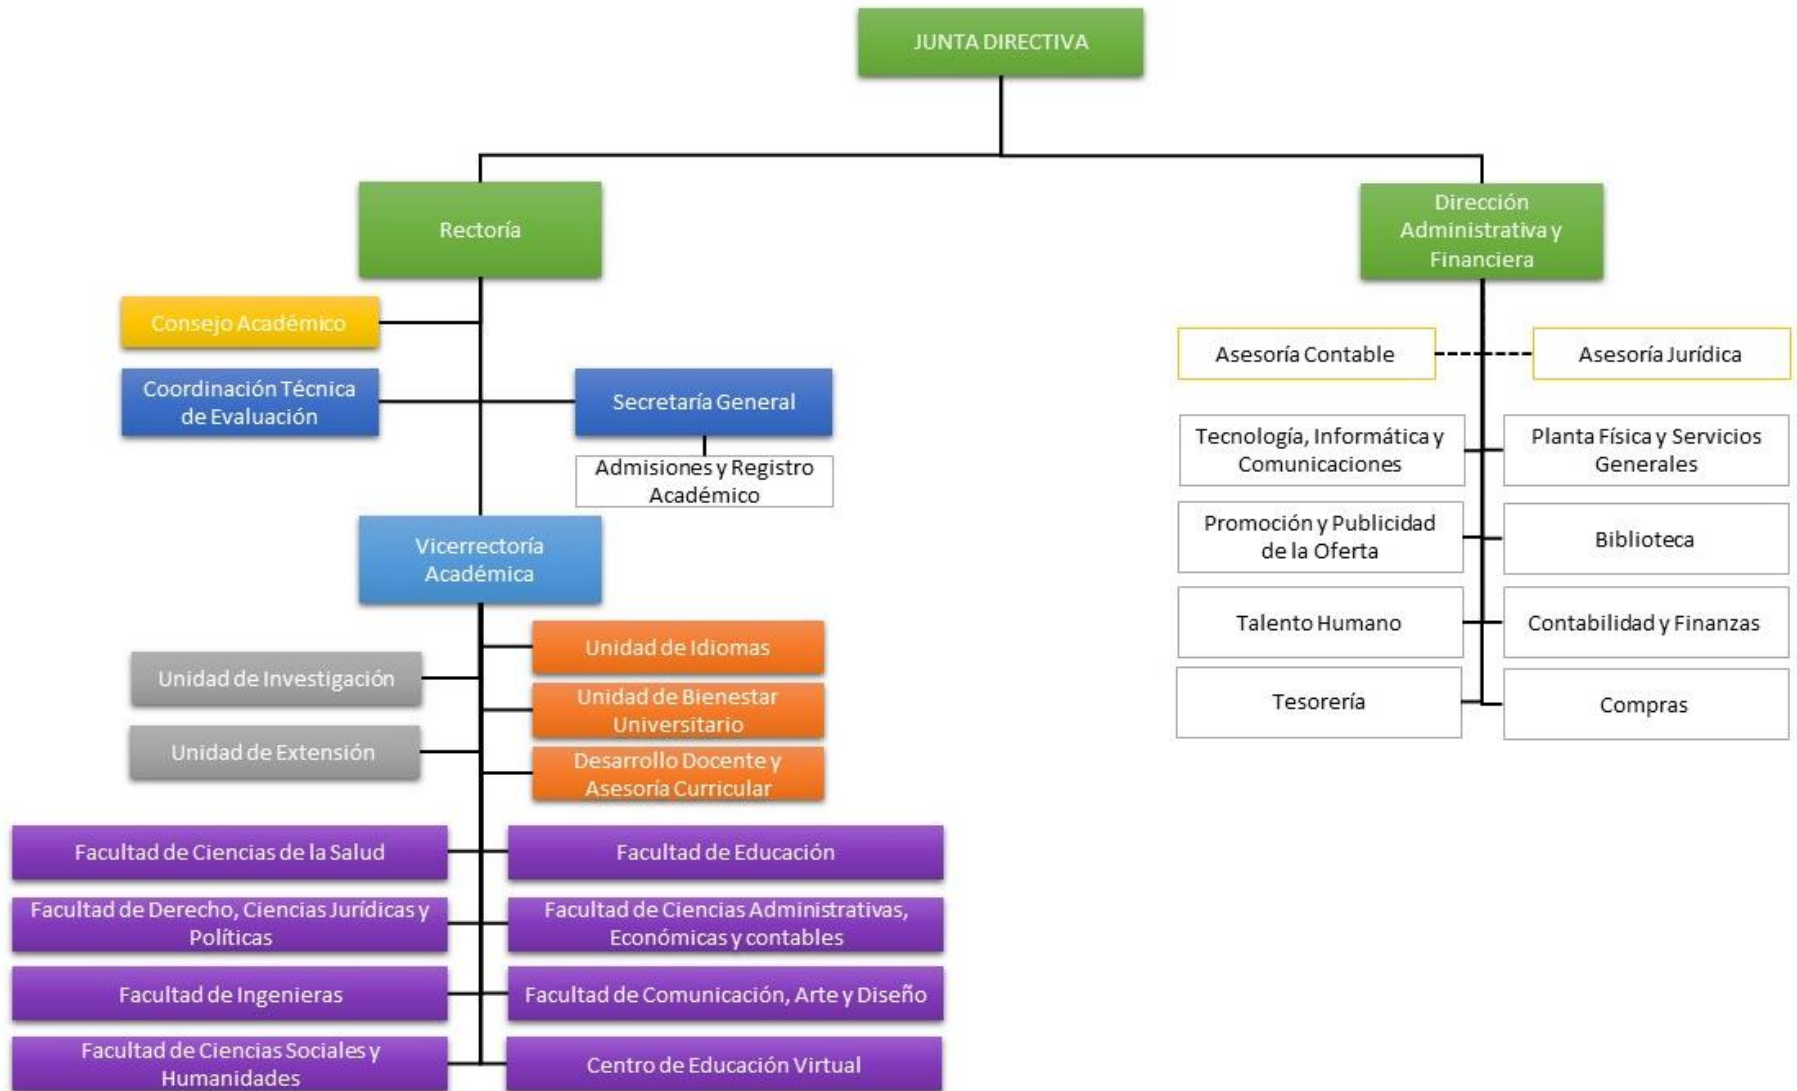 JUNTA DIRECTIVA
Rectoría
Dirección
Administrativa y
Financiera
Consejo Académico
Coordinación Técnica
de Evaluación
Secretaría General
Admisiones y Registro
Académico
Asesoría Contable
Asesoría Jurídica
Tecnología, Informática y
Comunicaciones
Planta Física y Servicios
Generales
Promoción y Publicidad
de la Oferta
Biblioteca
Talento Humano
Contabilidad y Finanzas
Tesorería
Compras
Vicerrectoría
Académica
Unidad de Investigación
Unidad de Extensión
Unidad de Idiomas
Unidad de Bienestar
Universitario
Desarrollo Docente y
Asesoría Curricular
Facultad de Ciencias de la Salud
Facultad de Educación
Facultad de Derecho, Ciencias Jurídicas y
Políticas
Facultad de Ciencias Administrativas,
Económicas y contables
Facultad de Ingenieras
Facultad de Comunicación, Arte y Diseño
Facultad de Ciencias Sociales y
Humanidades
Centro de Educación Virtual